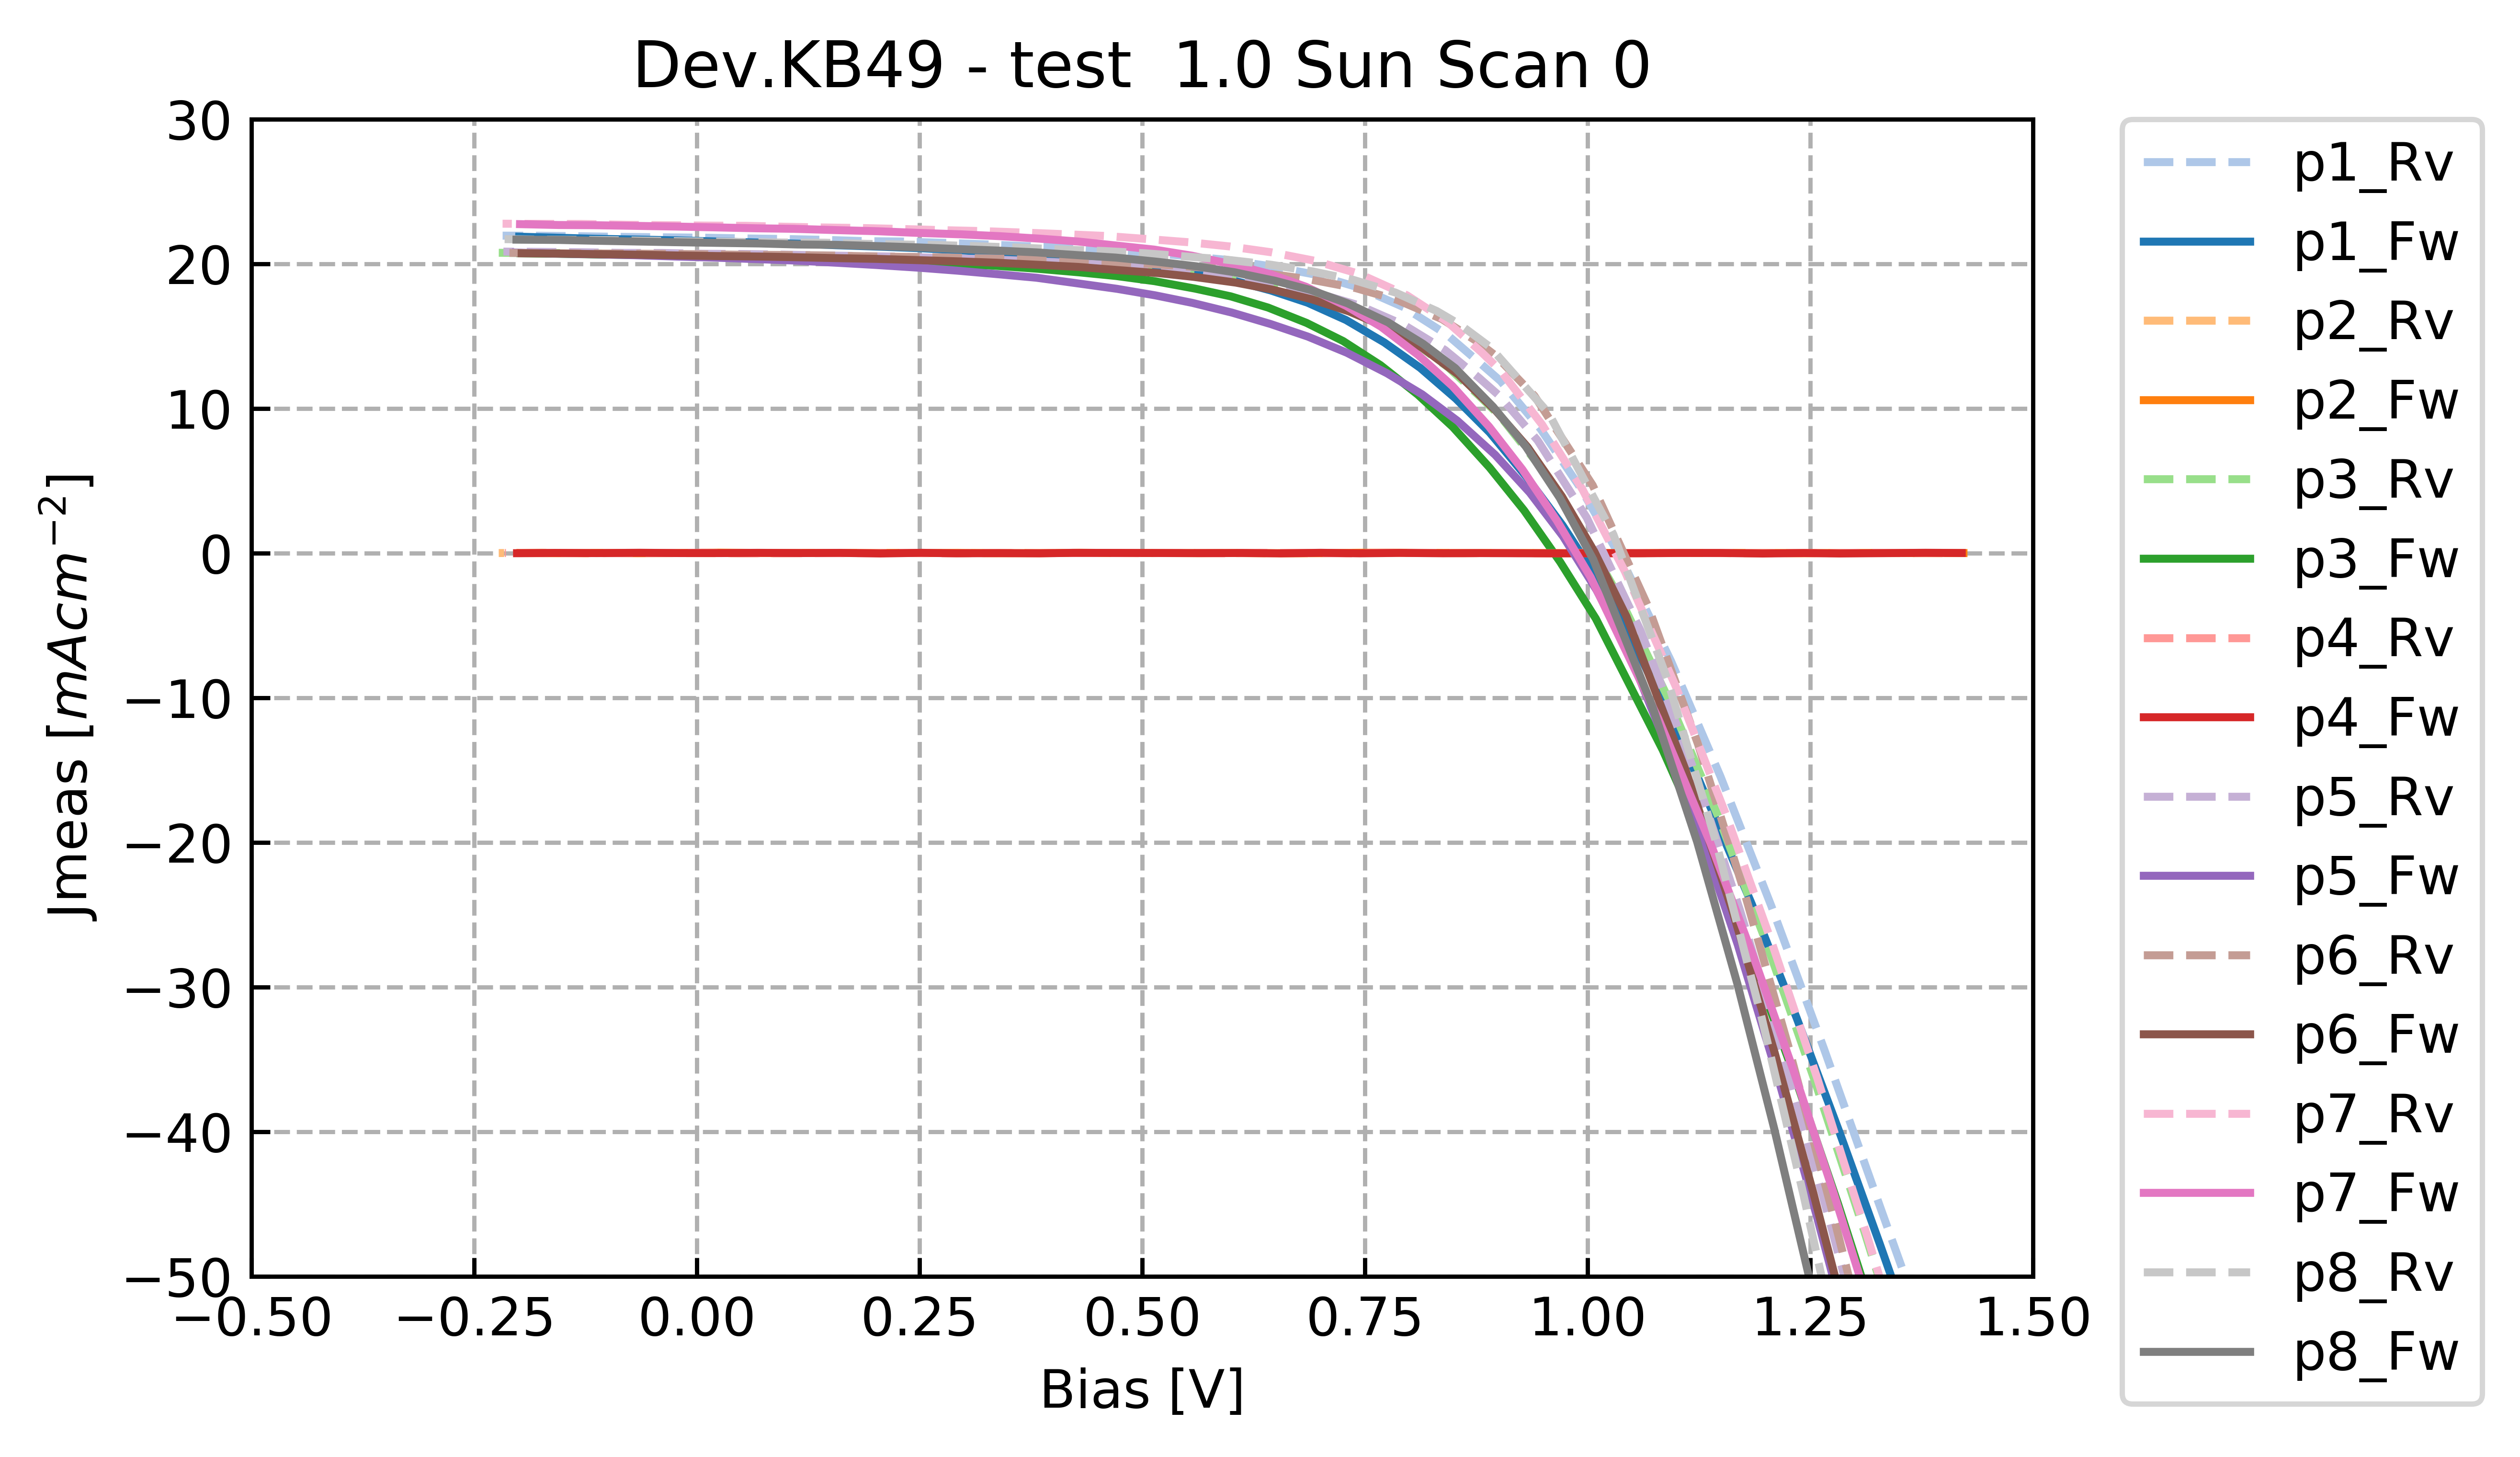 Dev.KB49 - test  1.0 Sun Scan 0
30
20
10
0
−10
−20
−30
−40
−50
Jmeas [mAcm⁻²]
−0.50
−0.25
0.00
0.25
0.50
0.75
1.00
1.25
1.50
Bias [V]
p1_Rv
p1_Fw
p2_Rv
p2_Fw
p3_Rv
p3_Fw
p4_Rv
p4_Fw
p5_Rv
p5_Fw
p6_Rv
p6_Fw
p7_Rv
p7_Fw
p8_Rv
p8_Fw